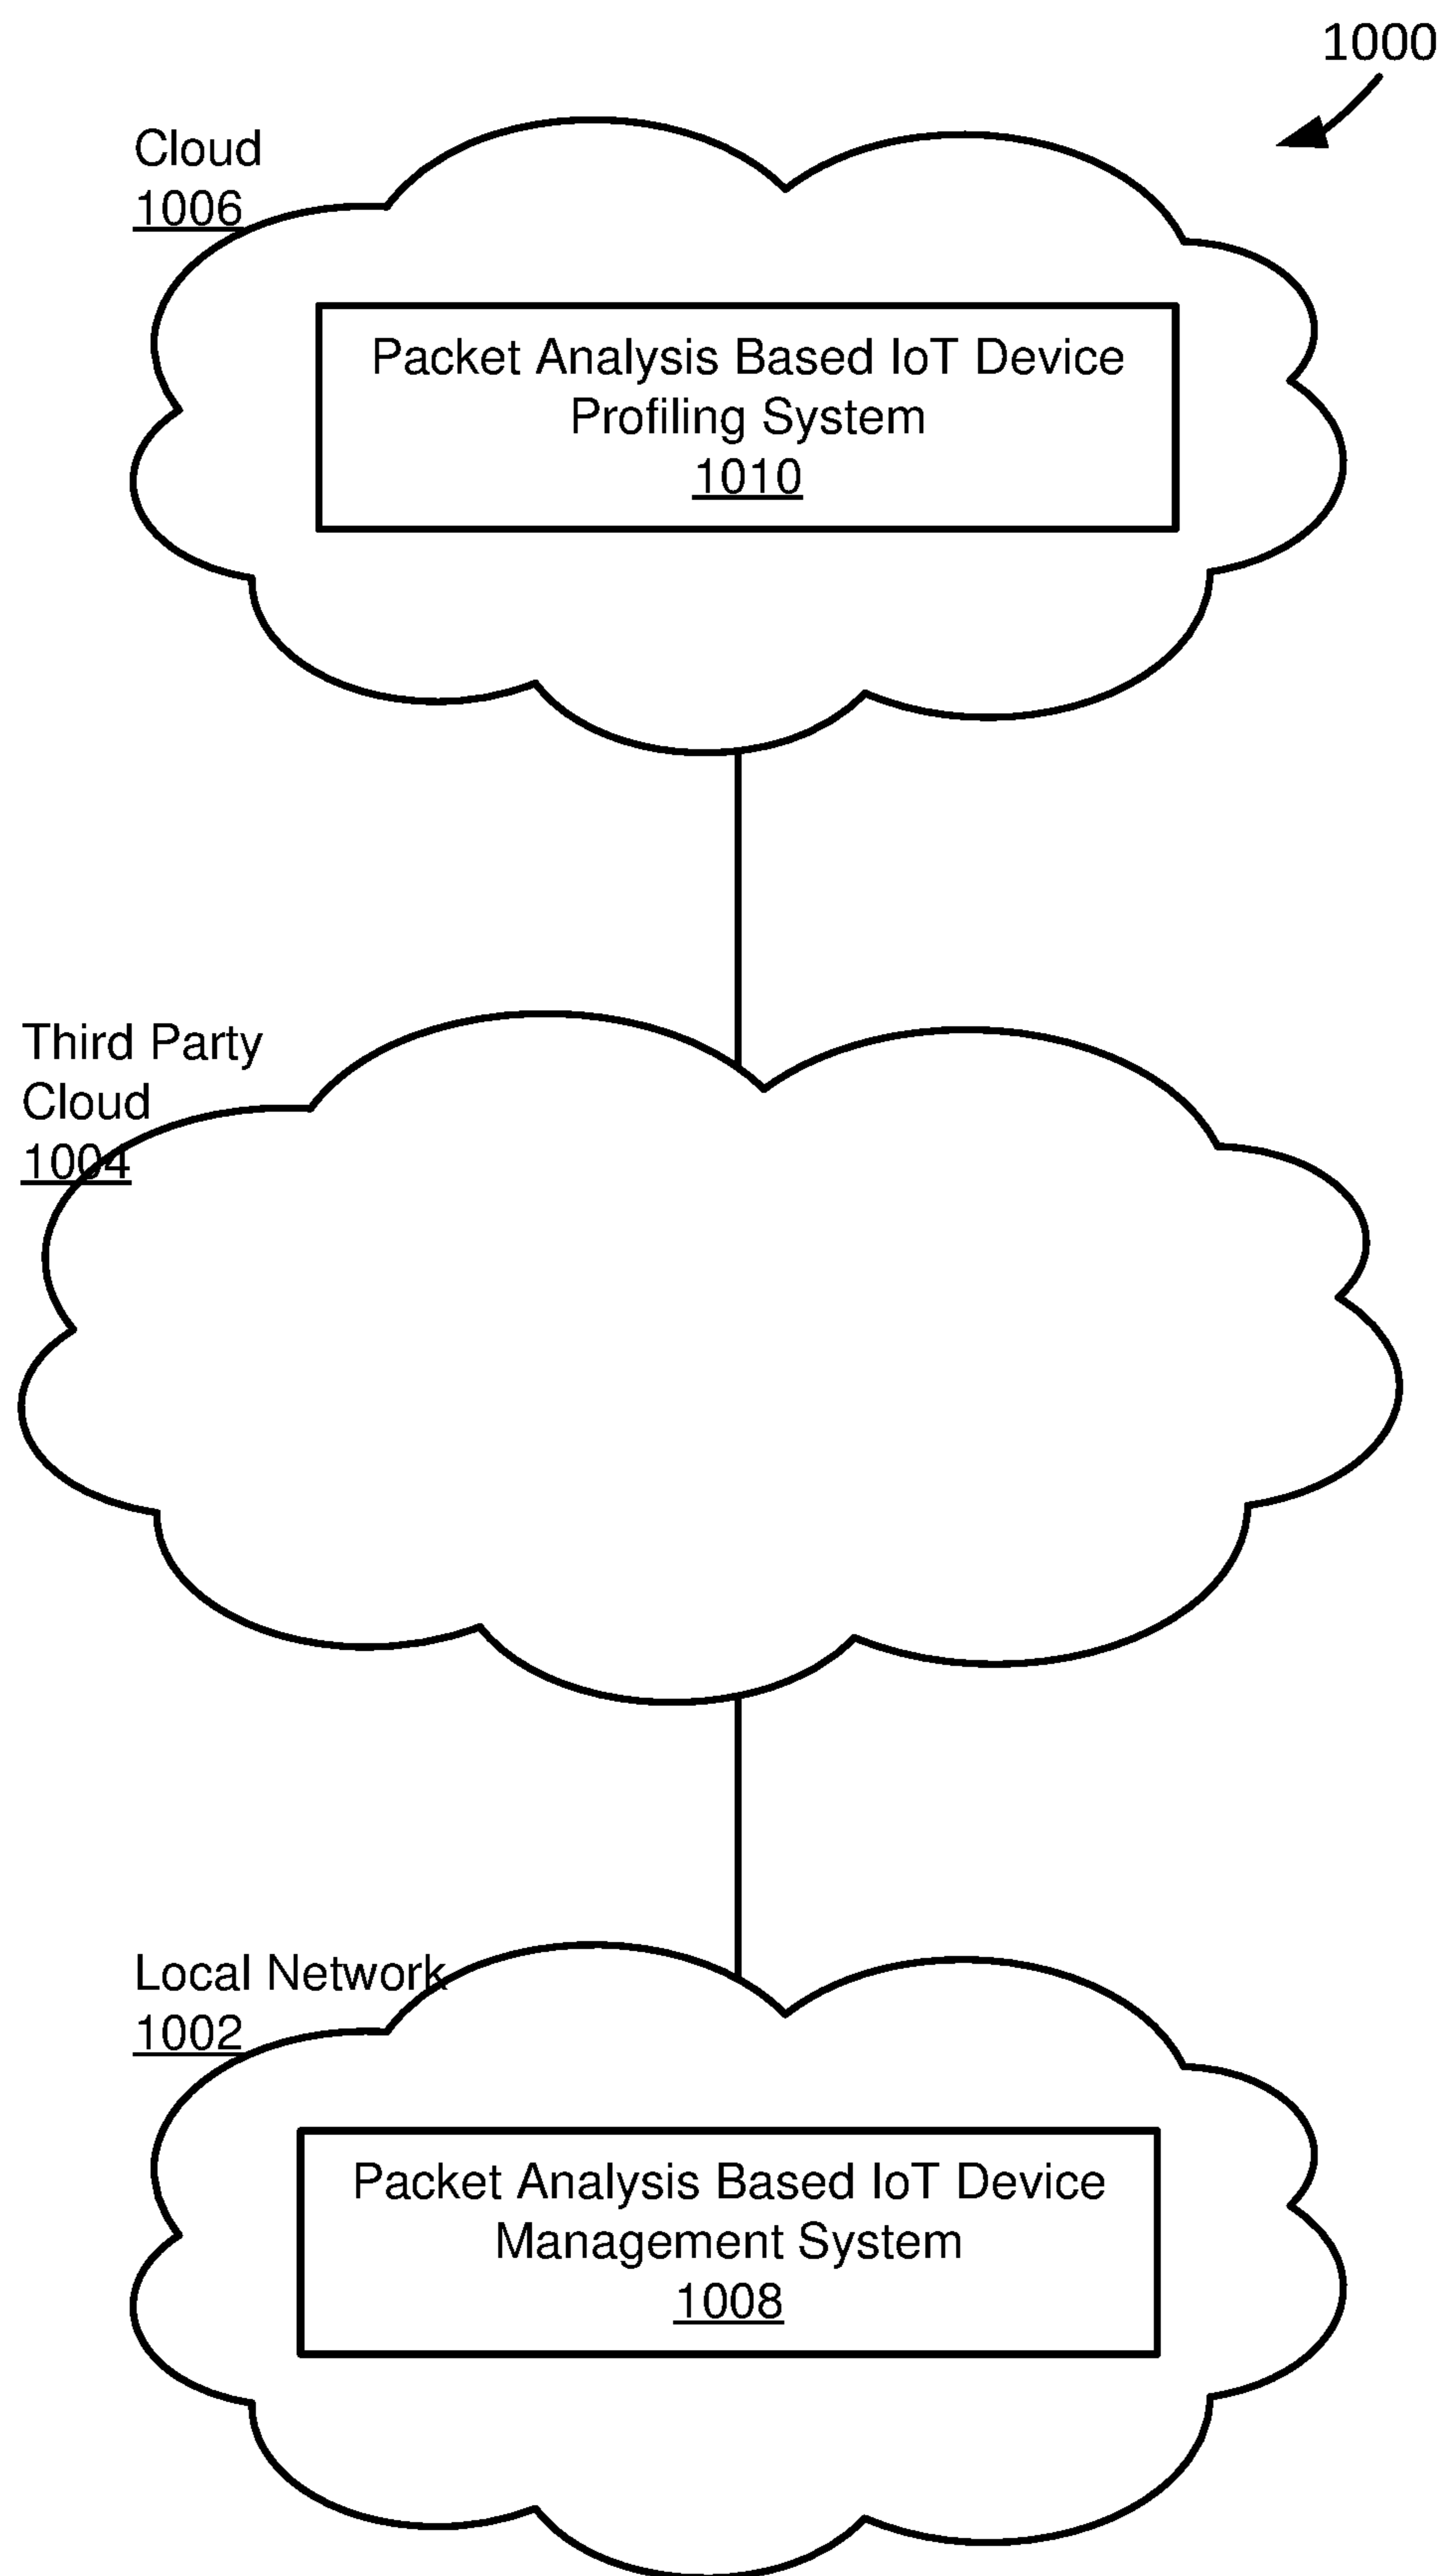 1000
Cloud
1006
Packet Analysis Based IoT Device
Profiling System
1010
Third Party
Cloud
1004
Local Network
1002
Packet Analysis Based IoT Device
Management System
1008